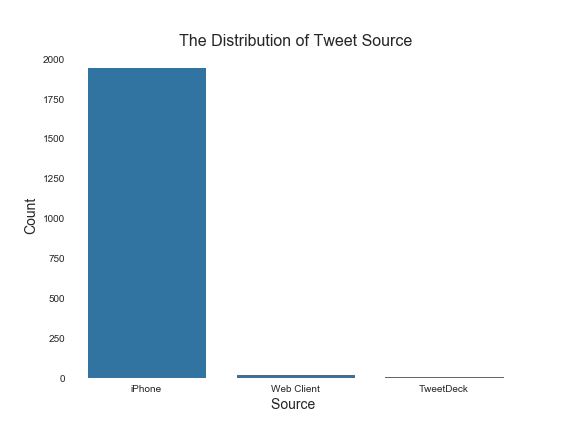 The Distribution of Tweet Source
2000
1750
1500
1250
1000
750
500
250
0
Count
iPhone
Web Client
TweetDeck
Source